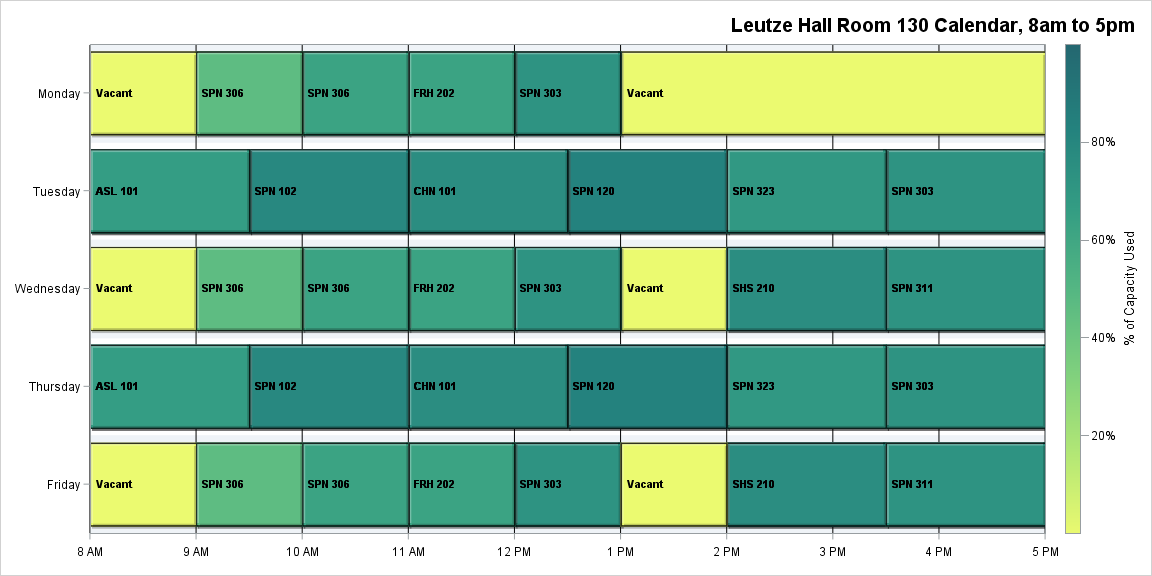 Leutze Hall Room 130 Calendar, 8am to 5pm
Monday
Vacant
SPN 306
SPN 306
FRH 202
SPN 303
Vacant
Tuesday
ASL 101
SPN 102
CHN 101
SPN 120
SPN 323
SPN 303
Wednesday
Vacant
SPN 306
SPN 306
FRH 202
SPN 303
Vacant
SHS 210
SPN 311
Thursday
ASL 101
SPN 102
CHN 101
SPN 120
SPN 323
SPN 303
Friday
Vacant
SPN 306
SPN 306
FRH 202
SPN 303
Vacant
SHS 210
SPN 311
8 AM
9 AM
10 AM
11 AM
12 PM
1 PM
2 PM
3 PM
4 PM
5 PM
80%
60%
40%
20%
% of Capacity Used